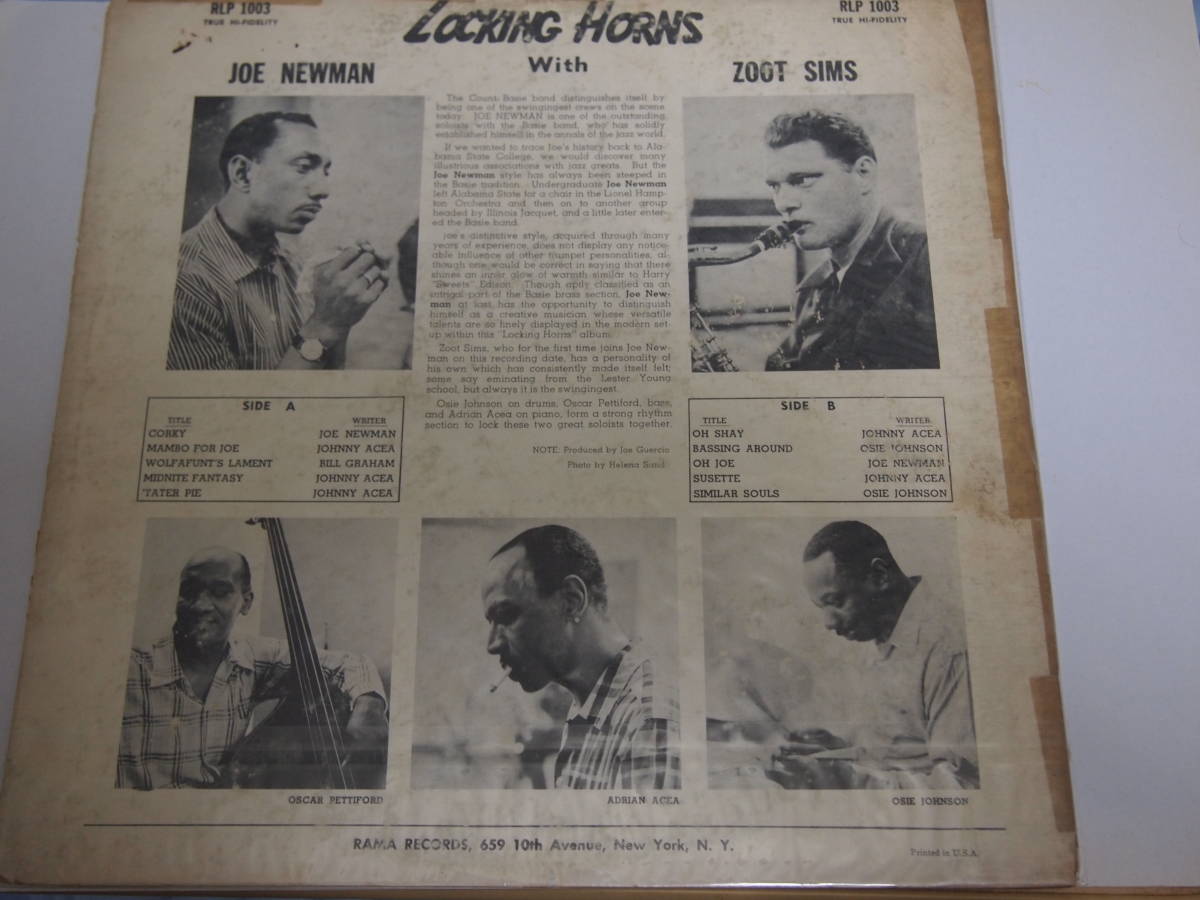 RLP 1003
TRUE HI-FIDELITY
LOCKING HORNS
RLP 1003
TRUE HI-FIDELITY
JOE NEWMAN
With
ZOOT SIMS
The Count Basie band distinguishes itself by
being one of the swingingest crews on the scene
today. JOE NEWMAN is one of the outstanding
soloists with the Basie band, who has solidly
established himself in the annals of the jazz world.
If we wanted to trace Joe's history back to Ala-
bama State College, we would discover many
illustrious associations with jazz greats. But the
Joe Newman style has always been steeped in
the Basie tradition. Undergraduate Joe Newman
left Alabama State for a chair in the Lionel Hamp-
ton Orchestra and then on to another group
headed by Illinois Jacquet, and a little later enter-
ed the Basie band.
Joe's distinctive style, acquired through many
years of experience, does not display any notice-
able influence of other trumpet personalities, al-
though one would be correct in saying that there
shines an inner glow of warmth similar to Harry
"Sweets" Edison. Though aptly classified as an
intrigal part of the Basie brass section, Joe New-
man at last has the opportunity to distinguish
himself as a creative musician whose versatile
talents are so finely displayed in the modern set-
up within this "Locking Horns" album.
Zoot Sims, who for the first time joins Joe New-
man on this recording date, has a personality of
his own which has consistently made itself felt;
some say eminating from the Lester Young
school, but always it is the swingingest.
Osie Johnson on drums, Oscar Pettiford, bass,
and Adrian Acea on piano, form a strong rhythm
section to lock these two great soloists together.
NOTE: Produced by Joe Guercio
Photo by Helena
SIDE A
TITLE WRITER
CORKY JOE NEWMAN
MAMBO FOR JOE JOHNNY ACEA
WOLFAFUNT'S LAMENT BILL GRAHAM
MIDNITE FANTASY JOHNNY ACEA
'TATER PIE JOHNNY ACEA
SIDE B
TITLE WRITER
OH SHAY JOHNNY ACEA
BASSING AROUND OSIE JOHNSON
OH JOE JOE NEWMAN
SUSETTE JOHNNY ACEA
SIMILAR SOULS OSIE JOHNSON
OSCAR PETTIFORD
ADRIAN ACEA
OSIE JOHNSON
RAMA RECORDS, 659 10th Avenue, New York, N. Y.
Printed in U.S.A.